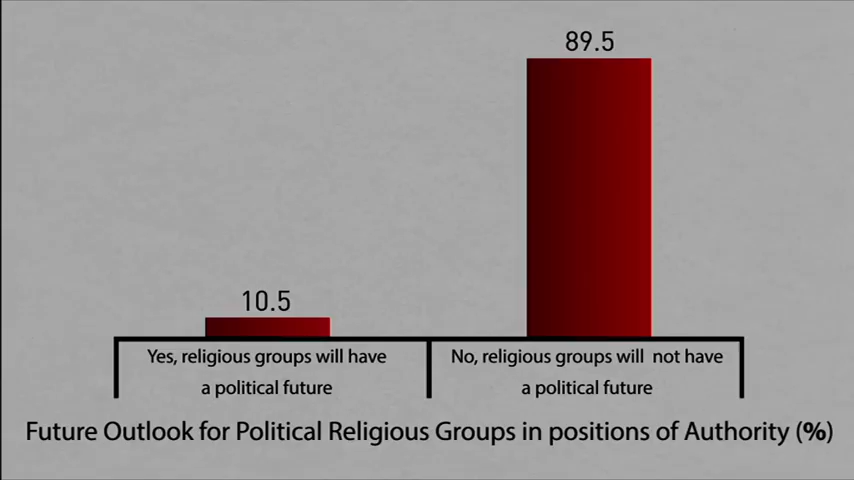 89.5
10.5
Yes, religious groups will have
a political future
No, religious groups will not have
a political future
Future Outlook for Political Religious Groups in positions of Authority (%)